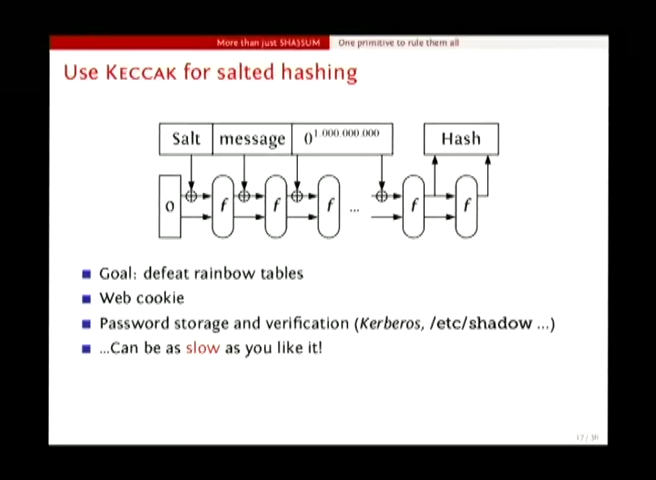 More than just SHA3SUM One primitive to rule them all
Use KECCAK for salted hashing
Salt message 0^1.000.000.000 Hash
0 f f f ... f f
Goal: defeat rainbow tables
Web cookie
Password storage and verification (Kerberos, /etc/shadow ...)
...Can be as slow as you like it!
17 / 36